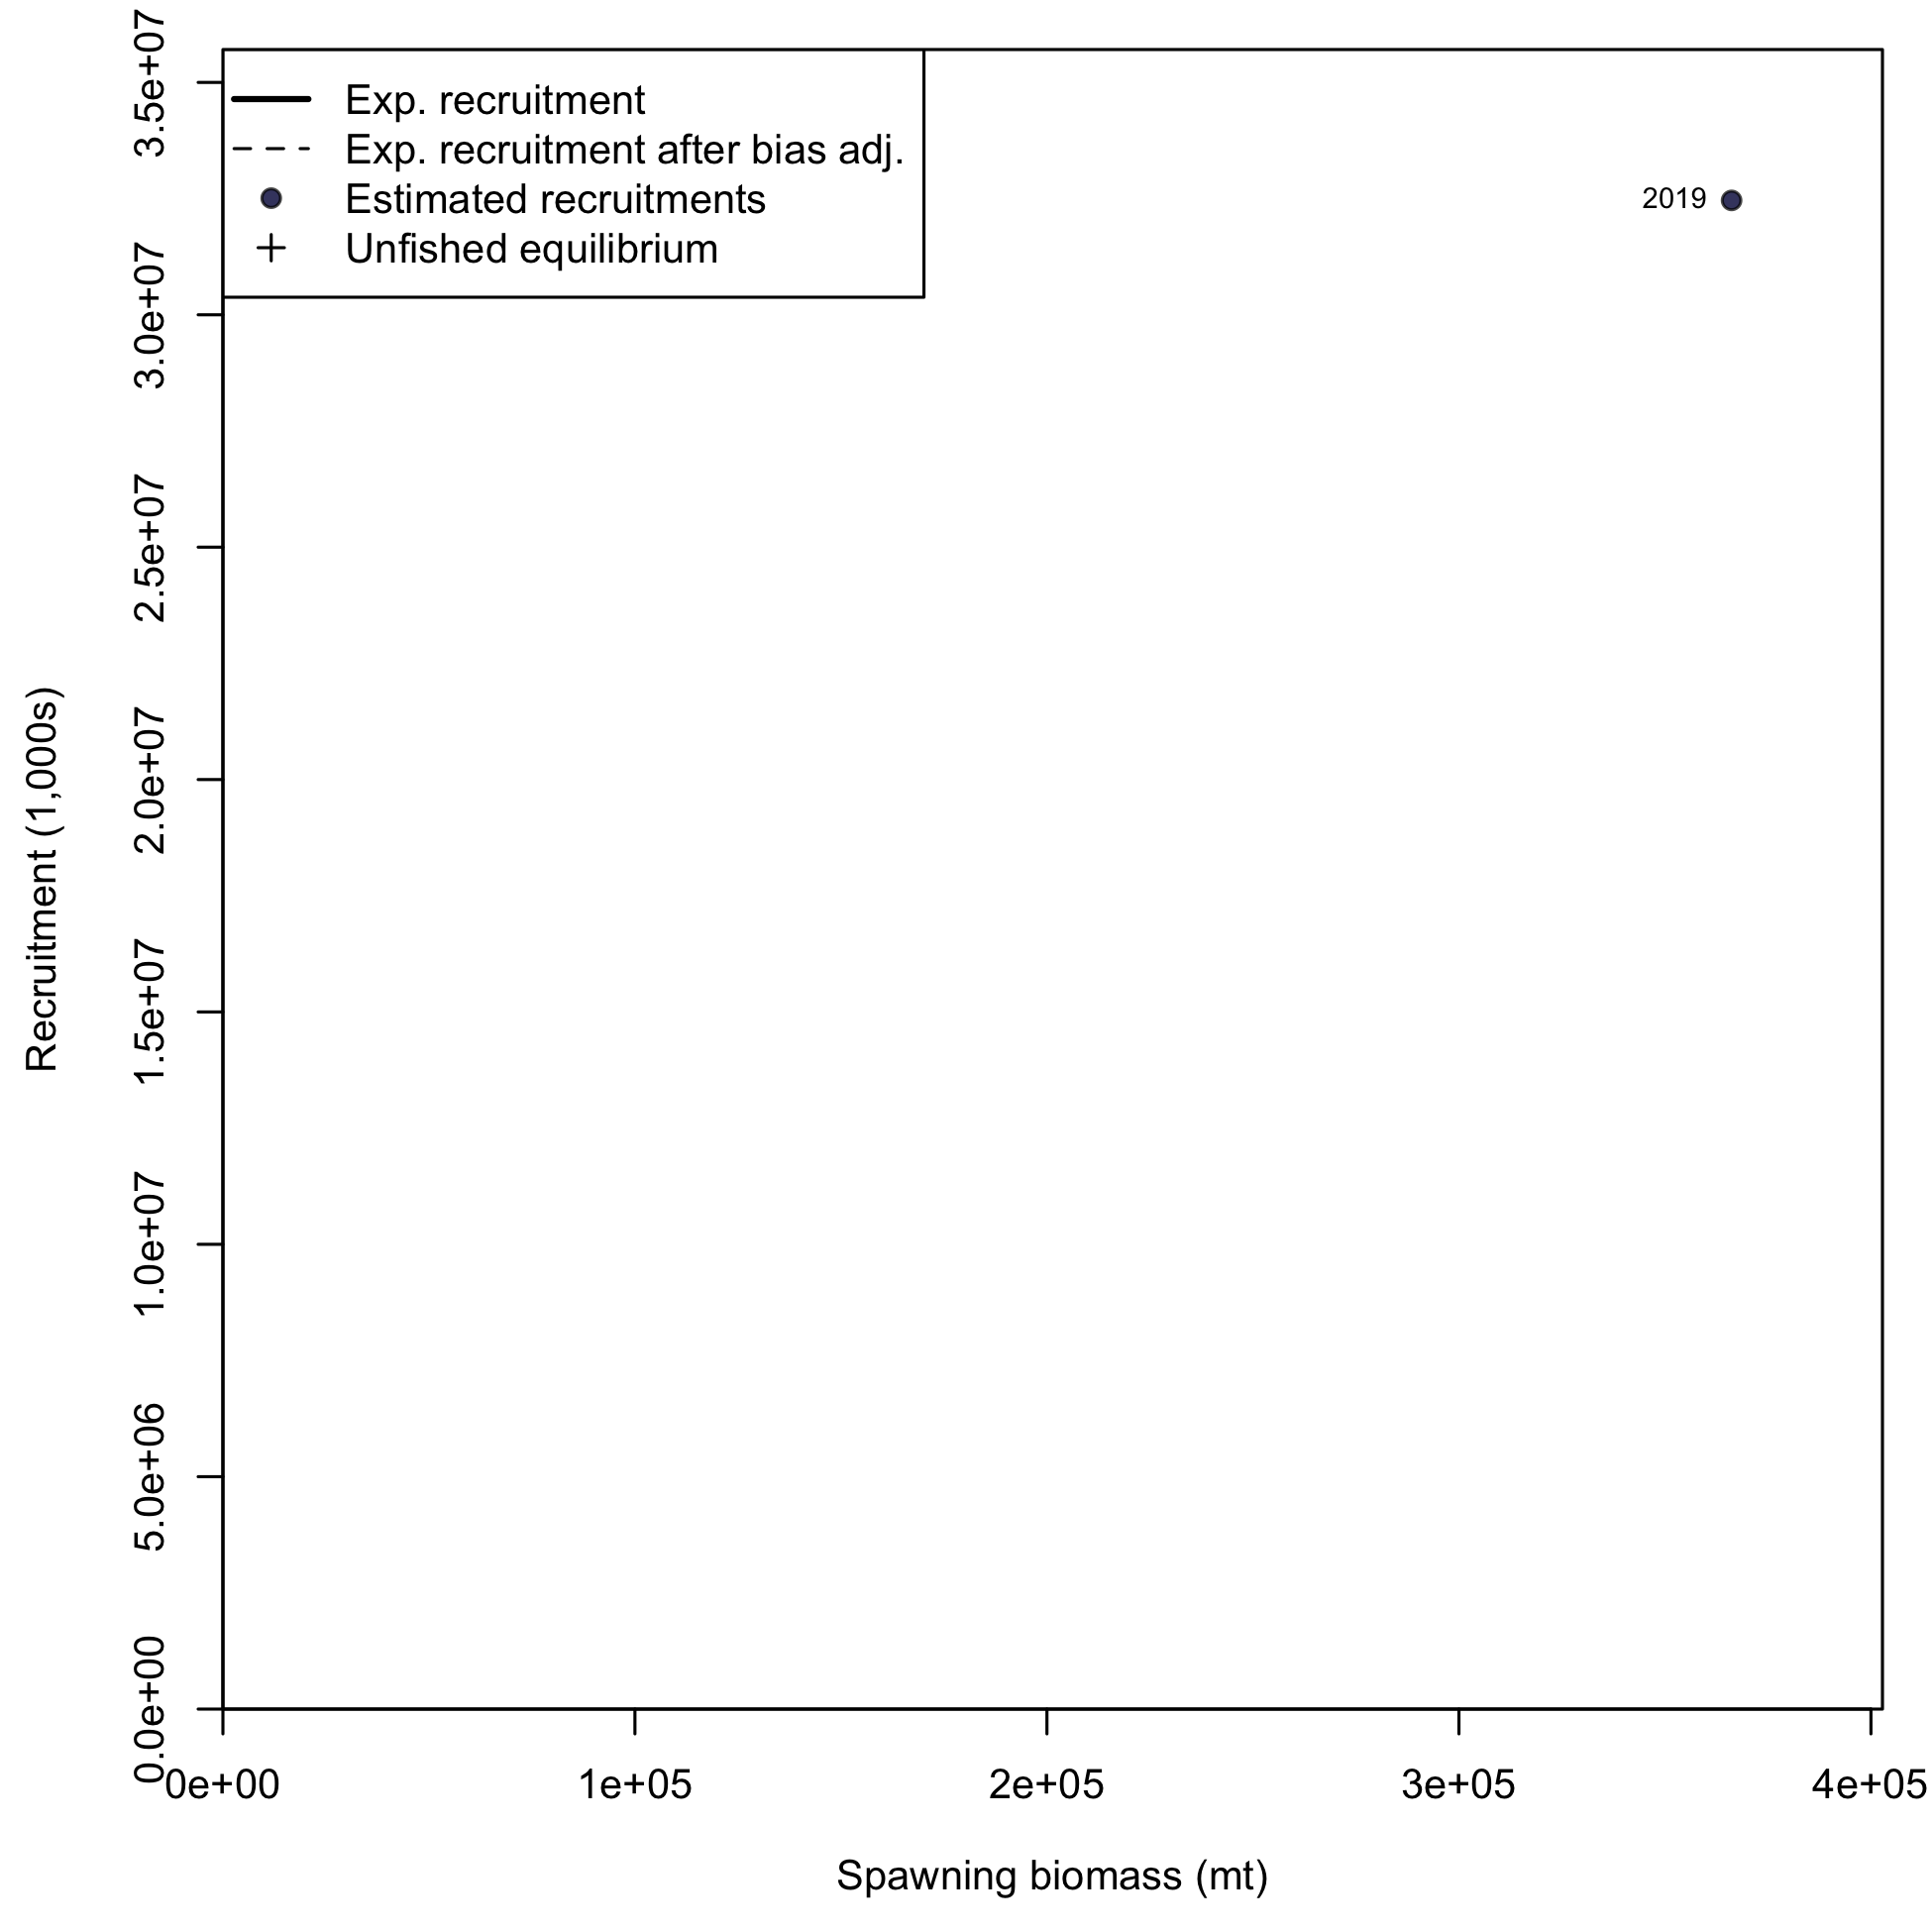 Exp. recruitment
Exp. recruitment after bias adj.
Estimated recruitments
Unfished equilibrium
2019
Recruitment (1,000s)
3.5e+07
3.0e+07
2.5e+07
2.0e+07
1.5e+07
1.0e+07
5.0e+06
0.0e+00
0e+00
1e+05
2e+05
3e+05
4e+05
Spawning biomass (mt)